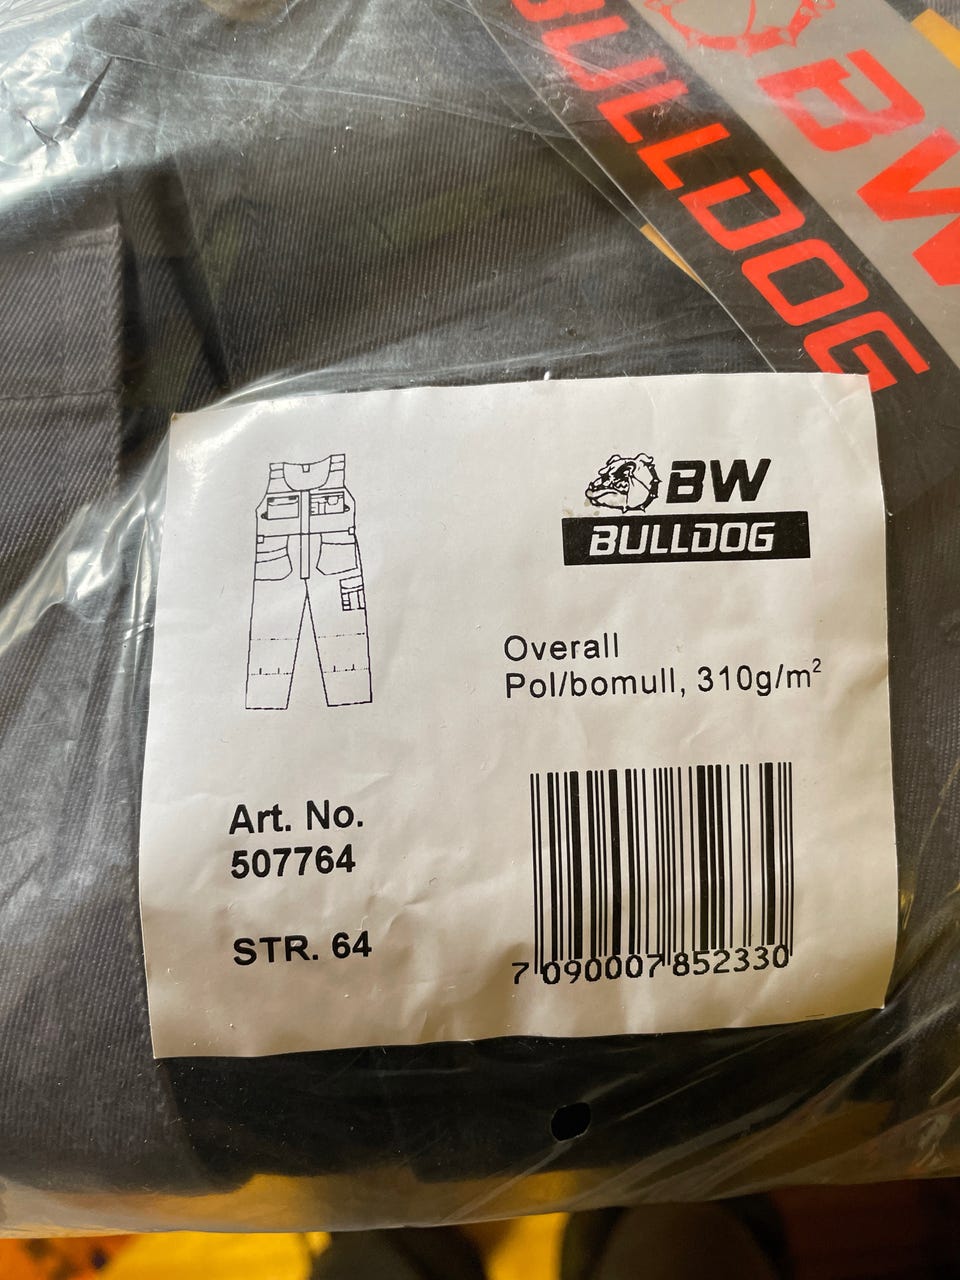 BW
BULLDOG
BW
BULLDOG
Overall
Pol/bomull, 310g/m²
Art. No.
507764
STR. 64
7 090007 852330